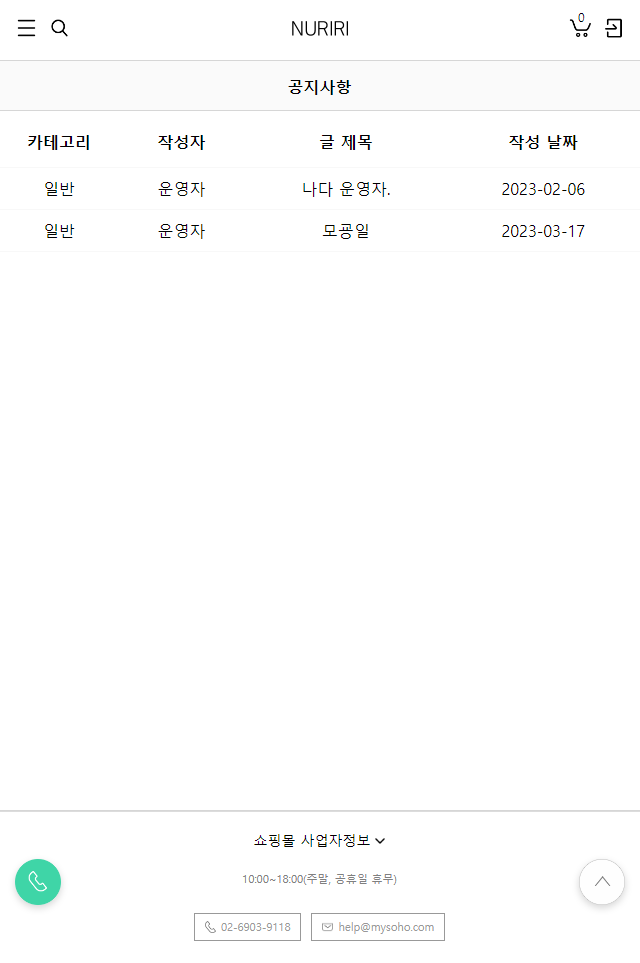 NURIRI
0
공지사항
카테고리 작성자 글 제목 작성 날짜
일반 운영자 나다 운영자. 2023-02-06
일반 운영자 모굉일 2023-03-17
쇼핑몰 사업자정보
10:00~18:00(주말, 공휴일 휴무)
02-6903-9118 help@mysoho.com